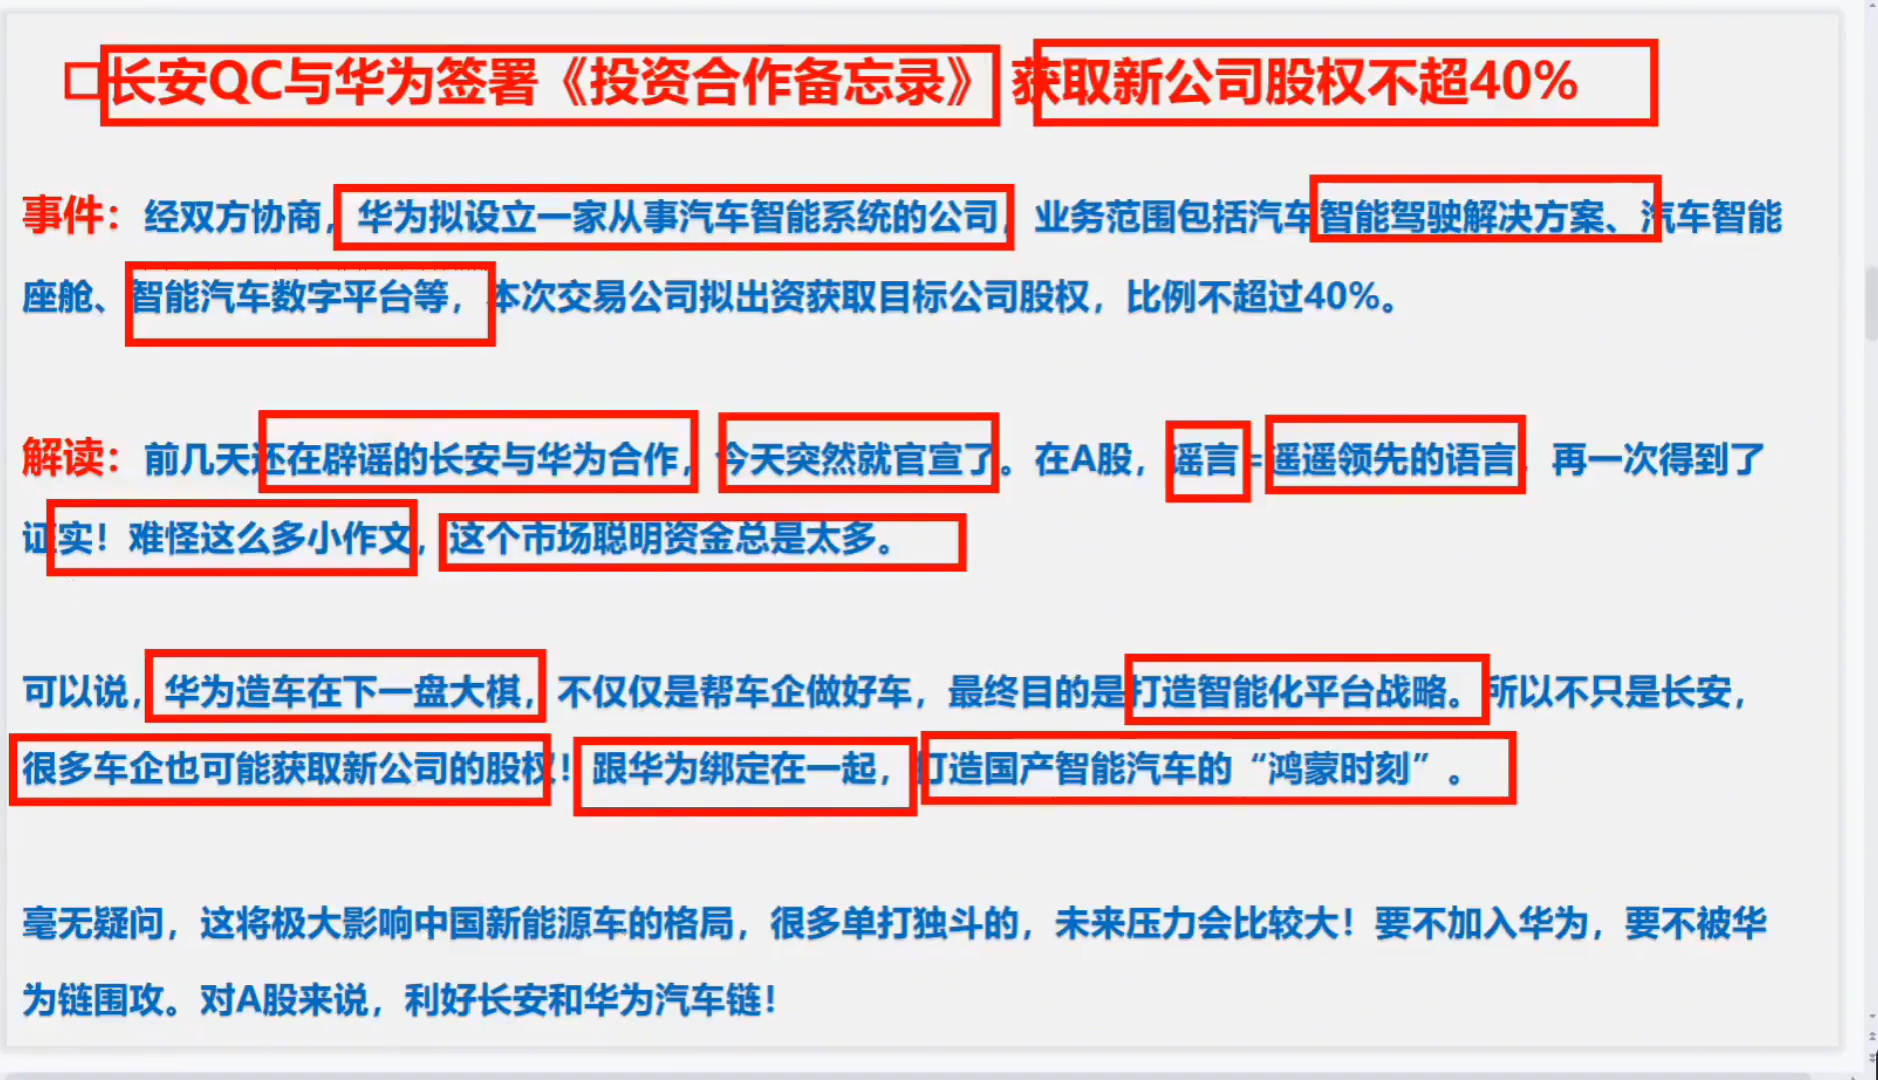 长安QC与华为签署《投资合作备忘录》 获取新公司股权不超40%
事件：经双方协商，华为拟设立一家从事汽车智能系统的公司，业务范围包括汽车智能驾驶解决方案、汽车智能
座舱、智能汽车数字平台等，本次交易公司拟出资获取目标公司股权，比例不超过40%。
解读：前几天还在辟谣的长安与华为合作，今天突然就官宣了。在A股，谣言=遥遥领先的语言，再一次得到了
证实！难怪这么多小作文，这个市场聪明资金总是太多。
可以说，华为造车在下一盘大棋，不仅仅是帮车企做好车，最终目的是打造智能化平台战略。所以不只是长安，
很多车企也可能获取新公司的股权！跟华为绑定在一起，打造国产智能汽车的“鸿蒙时刻”。
毫无疑问，这将极大影响中国新能源车的格局，很多单打独斗的，未来压力会比较大！要不加入华为，要不被华
为链围攻。对A股来说，利好长安和华为汽车链！